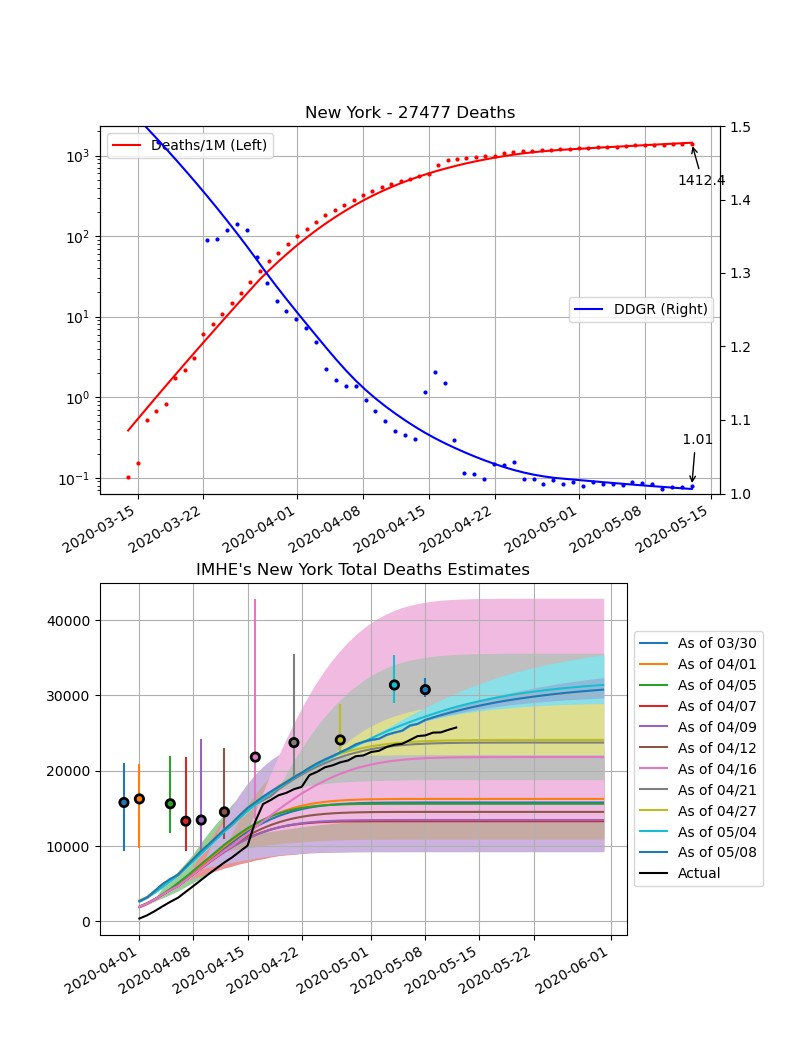 New York - 27477 Deaths
Deaths/1M (Left)
DDGR (Right)
1412.4
1.01
10³
10²
10¹
10⁰
10⁻¹
1.5
1.4
1.3
1.2
1.1
1.0
2020-03-15
2020-03-22
2020-04-01
2020-04-08
2020-04-15
2020-04-22
2020-05-01
2020-05-08
2020-05-15
IMHE's New York Total Deaths Estimates
40000
30000
20000
10000
0
2020-04-01
2020-04-08
2020-04-15
2020-04-22
2020-05-01
2020-05-08
2020-05-15
2020-05-22
2020-06-01
As of 03/30
As of 04/01
As of 04/05
As of 04/07
As of 04/09
As of 04/12
As of 04/16
As of 04/21
As of 04/27
As of 05/04
As of 05/08
Actual